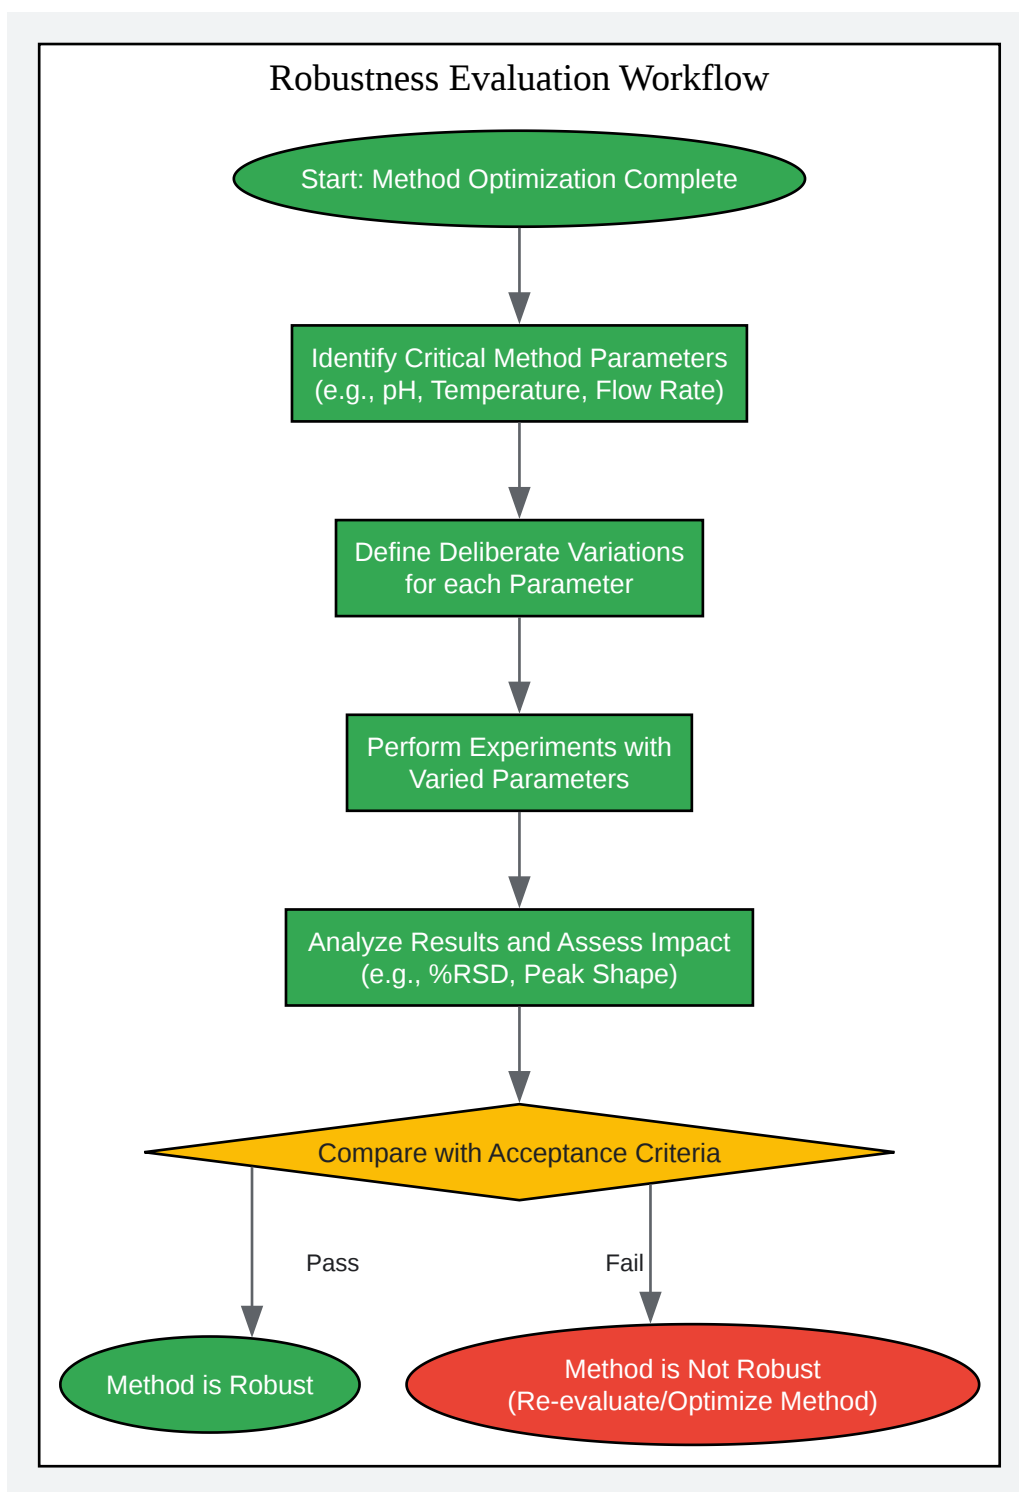 Robustness Evaluation Workflow
Start: Method Optimization Complete
Identify Critical Method Parameters
(e.g., pH, Temperature, Flow Rate)
Define Deliberate Variations
for each Parameter
Perform Experiments with
Varied Parameters
Analyze Results and Assess Impact
(e.g., %RSD, Peak Shape)
Compare with Acceptance Criteria
Pass
Fail
Method is Robust
Method is Not Robust
(Re-evaluate/Optimize Method)